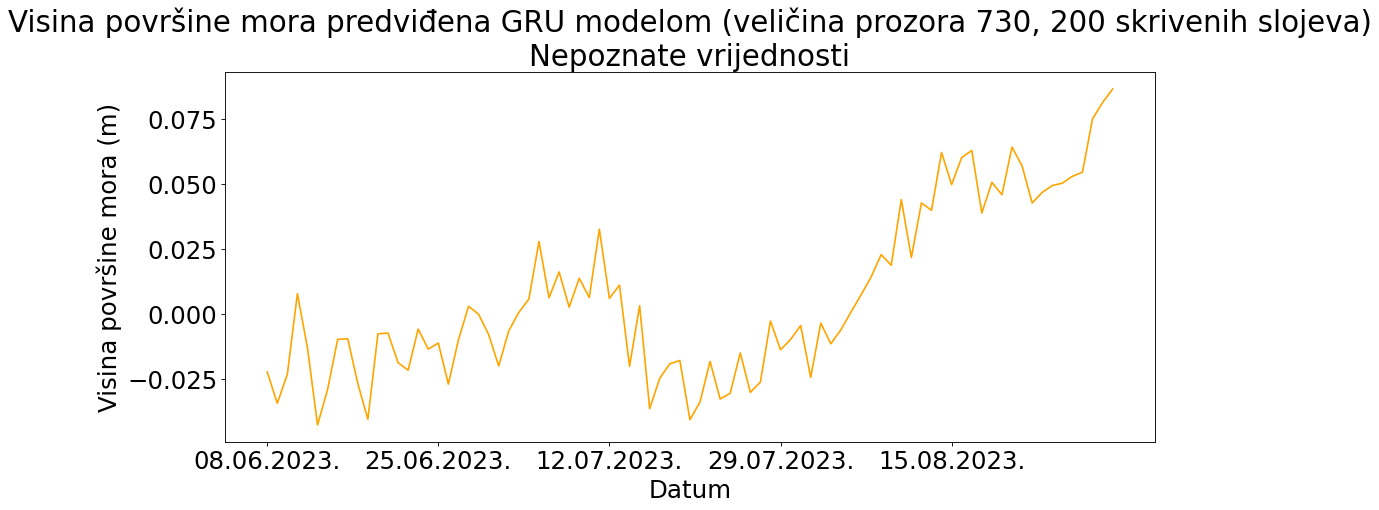 Visina površine mora predviđena GRU modelom (veličina prozora 730, 200 skrivenih slojeva)
Nepoznate vrijednosti
Visina površine mora (m)
0.075
0.050
0.025
0.000
−0.025
08.06.2023. 25.06.2023. 12.07.2023. 29.07.2023. 15.08.2023.
Datum